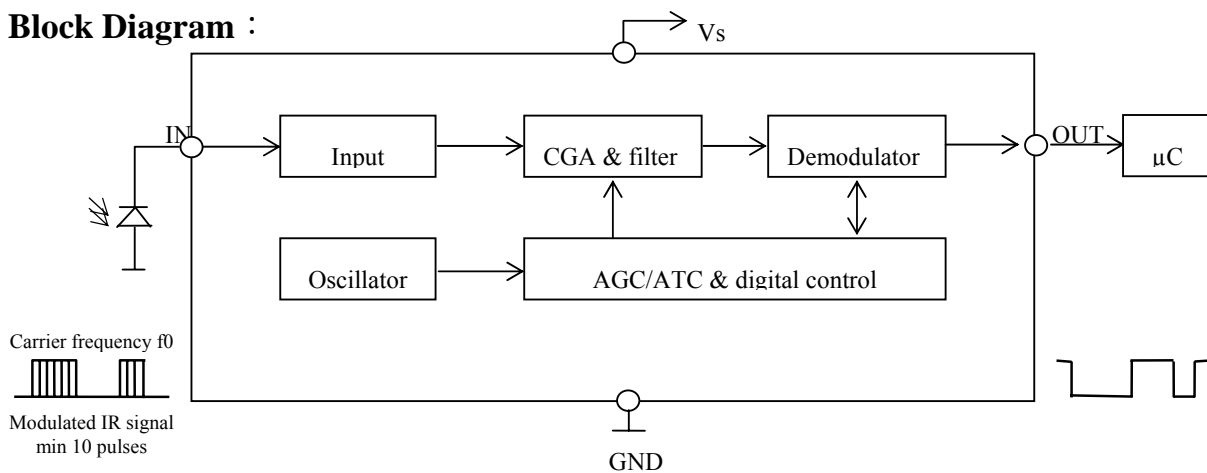 Block Diagram：
Vs
IN
Input
CGA & filter
Demodulator
OUT
µC
Oscillator
AGC/ATC & digital control
Carrier frequency f0
Modulated IR signal
min 10 pulses
GND